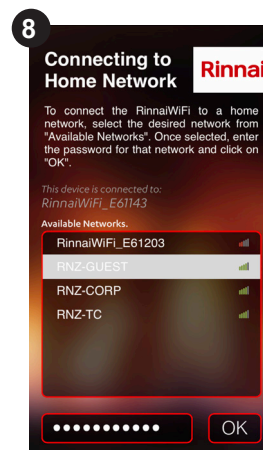 8
Connecting to
Home Network
Rinnai
To connect the RinnaiWiFi to a home
network, select the desired network from
"Available Networks". Once selected, enter
the password for that network and click on
"OK".
This device is connected to:
RinnaiWiFi_E61143
Available Networks.
RinnaiWiFi_E61203
RNZ-GUEST
RNZ-CORP
RNZ-TC
●●●●●●●●●●●
OK